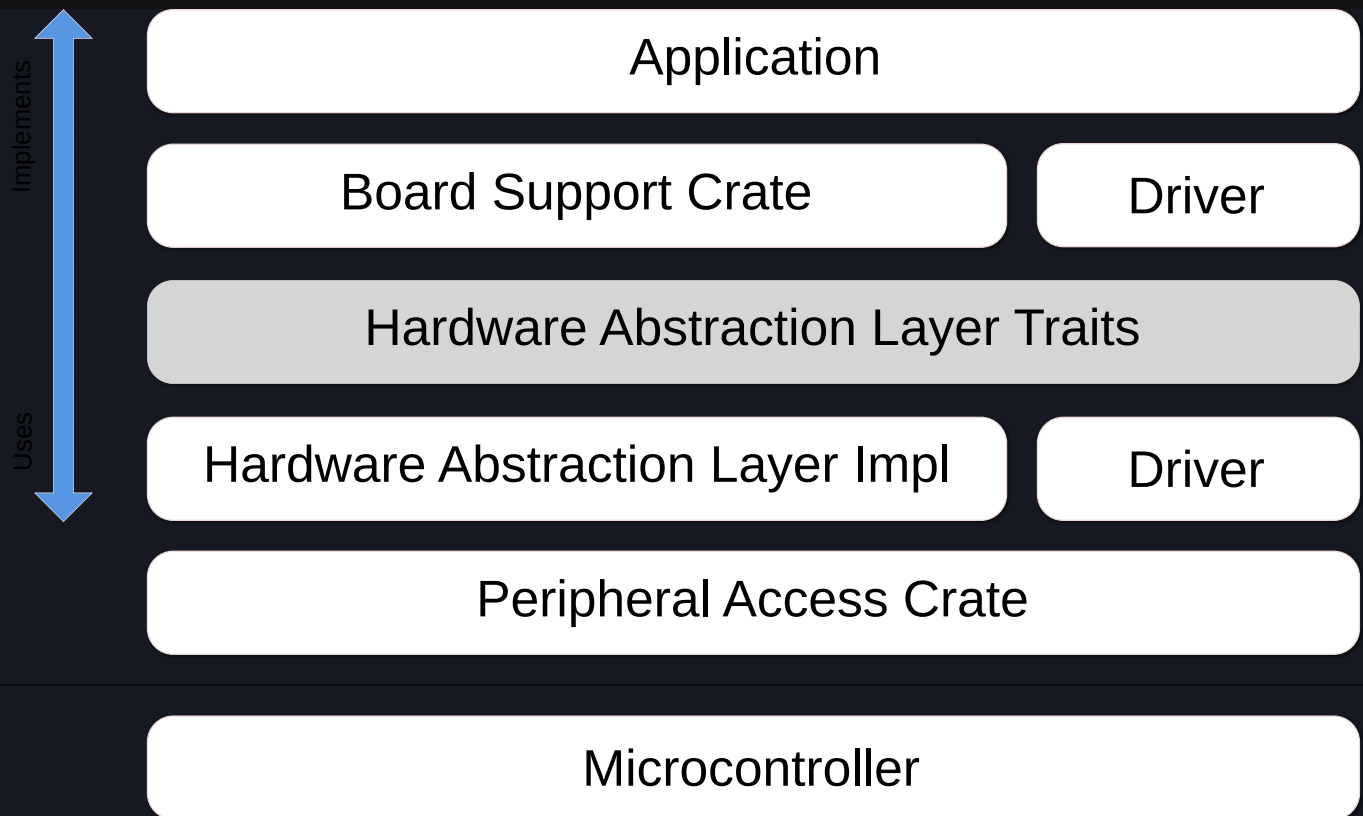 Implements
Uses
Application
Board Support Crate
Driver
Hardware Abstraction Layer Traits
Hardware Abstraction Layer Impl
Driver
Peripheral Access Crate
Microcontroller